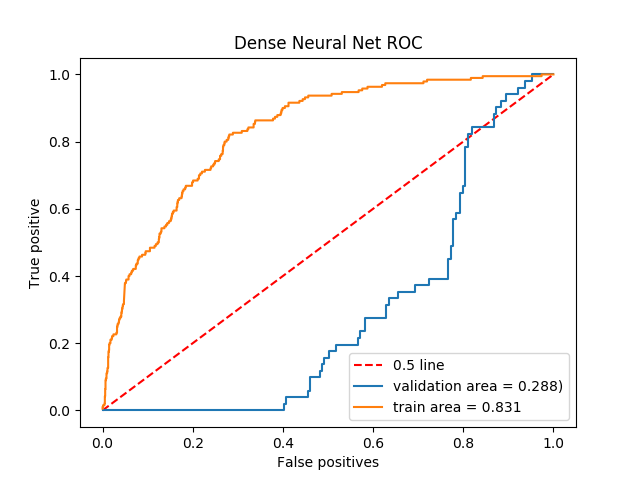 Dense Neural Net ROC
1.0
0.8
0.6
0.4
0.2
0.0
True positive
0.5 line
validation area = 0.288)
train area = 0.831
0.0 0.2 0.4 0.6 0.8 1.0
False positives